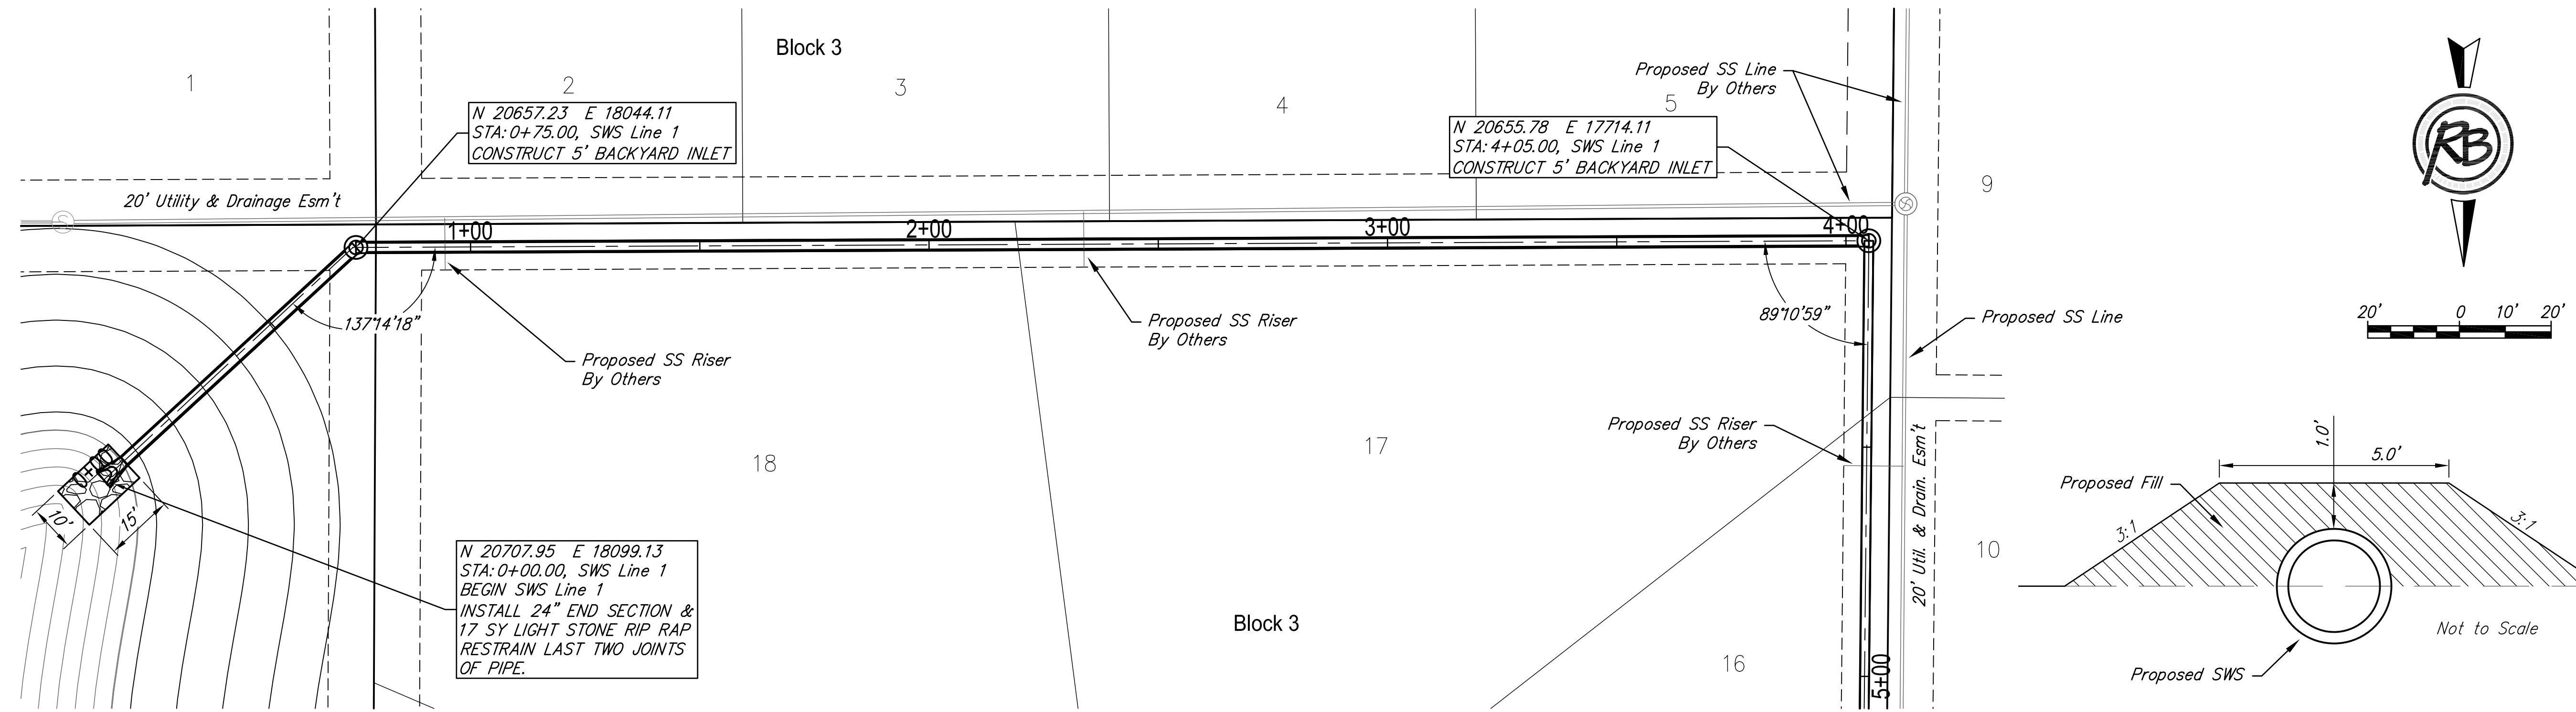 Block 3
1
2
3
4
5
9
Proposed SS Line
By Others
N 20657.23 E 18044.11
STA: 0+75.00, SWS Line 1
CONSTRUCT 5' BACKYARD INLET
N 20655.78 E 17714.11
STA: 4+05.00, SWS Line 1
CONSTRUCT 5' BACKYARD INLET
RB
20' Utility & Drainage Esm't
S
1+00
2+00
3+00
4+00
137°14'18"
89°10'59"
Proposed SS Riser
By Others
Proposed SS Riser
By Others
Proposed SS Line
20' 0 10' 20'
18
17
Proposed SS Riser
By Others
20' Util. & Drain. Esm't
0+00
10'
15'
N 20707.95 E 18099.13
STA: 0+00.00, SWS Line 1
BEGIN SWS Line 1
INSTALL 24" END SECTION &
17 SY LIGHT STONE RIP RAP
RESTRAIN LAST TWO JOINTS
OF PIPE.
Block 3
16
5+00
10
1.0'
5.0'
Proposed Fill
3:1
3:1
Not to Scale
Proposed SWS